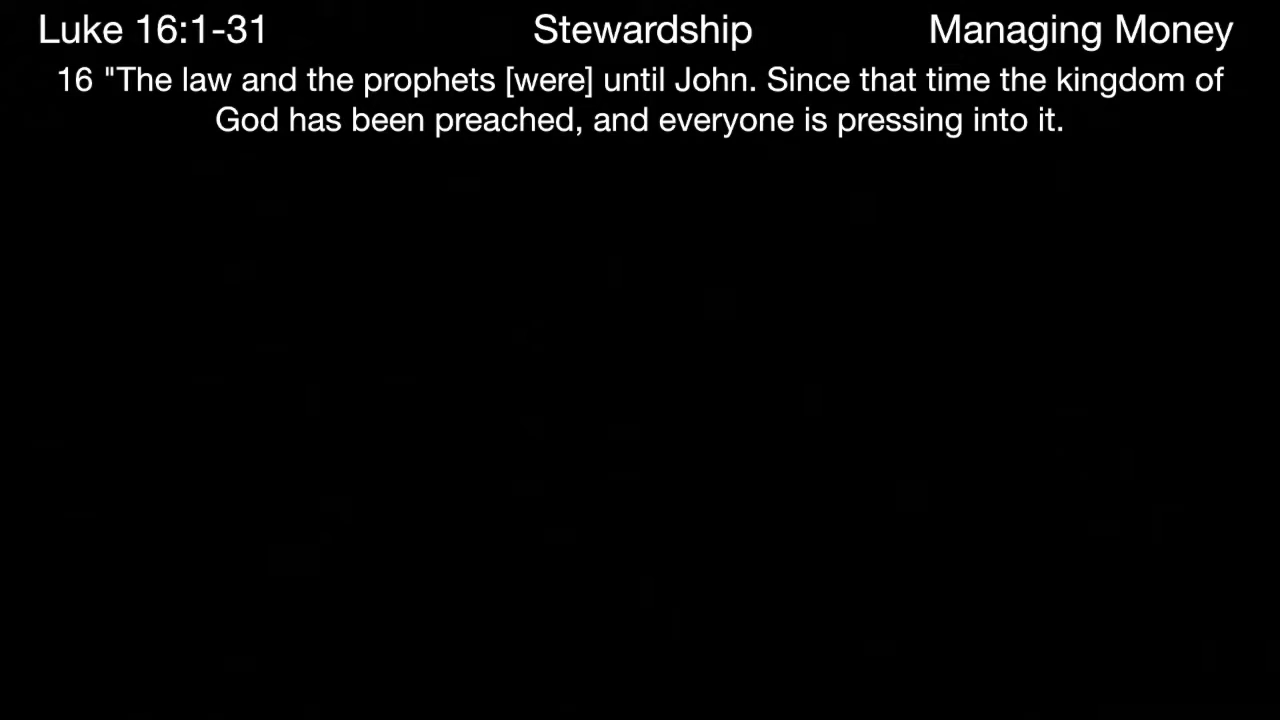 Luke 16:1-31 Stewardship Managing Money
16 "The law and the prophets [were] until John. Since that time the kingdom of
God has been preached, and everyone is pressing into it.